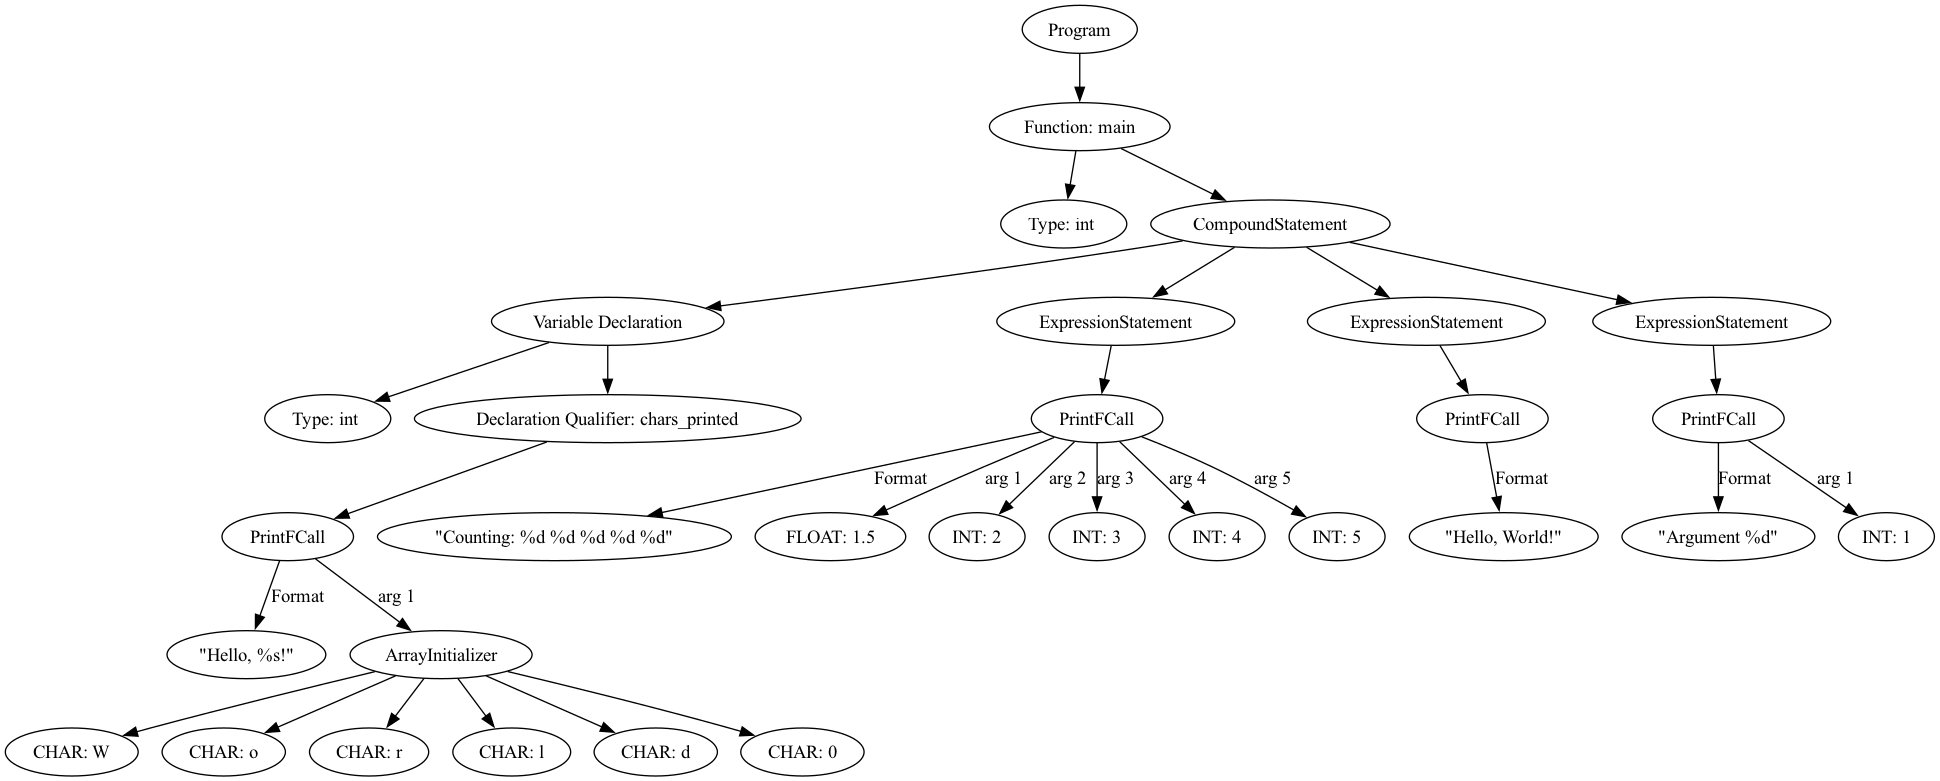 Program
Function: main
Type: int
CompoundStatement
Variable Declaration
ExpressionStatement
ExpressionStatement
ExpressionStatement
Type: int
Declaration Qualifier: chars_printed
PrintFCall
PrintFCall
PrintFCall
Format
arg 1
arg 2
arg 3
arg 4
arg 5
Format
Format
arg 1
PrintFCall
"Counting: %d %d %d %d %d"
FLOAT: 1.5
INT: 2
INT: 3
INT: 4
INT: 5
"Hello, World!"
"Argument %d"
INT: 1
Format
arg 1
"Hello, %s!"
ArrayInitializer
CHAR: W
CHAR: o
CHAR: r
CHAR: l
CHAR: d
CHAR: 0